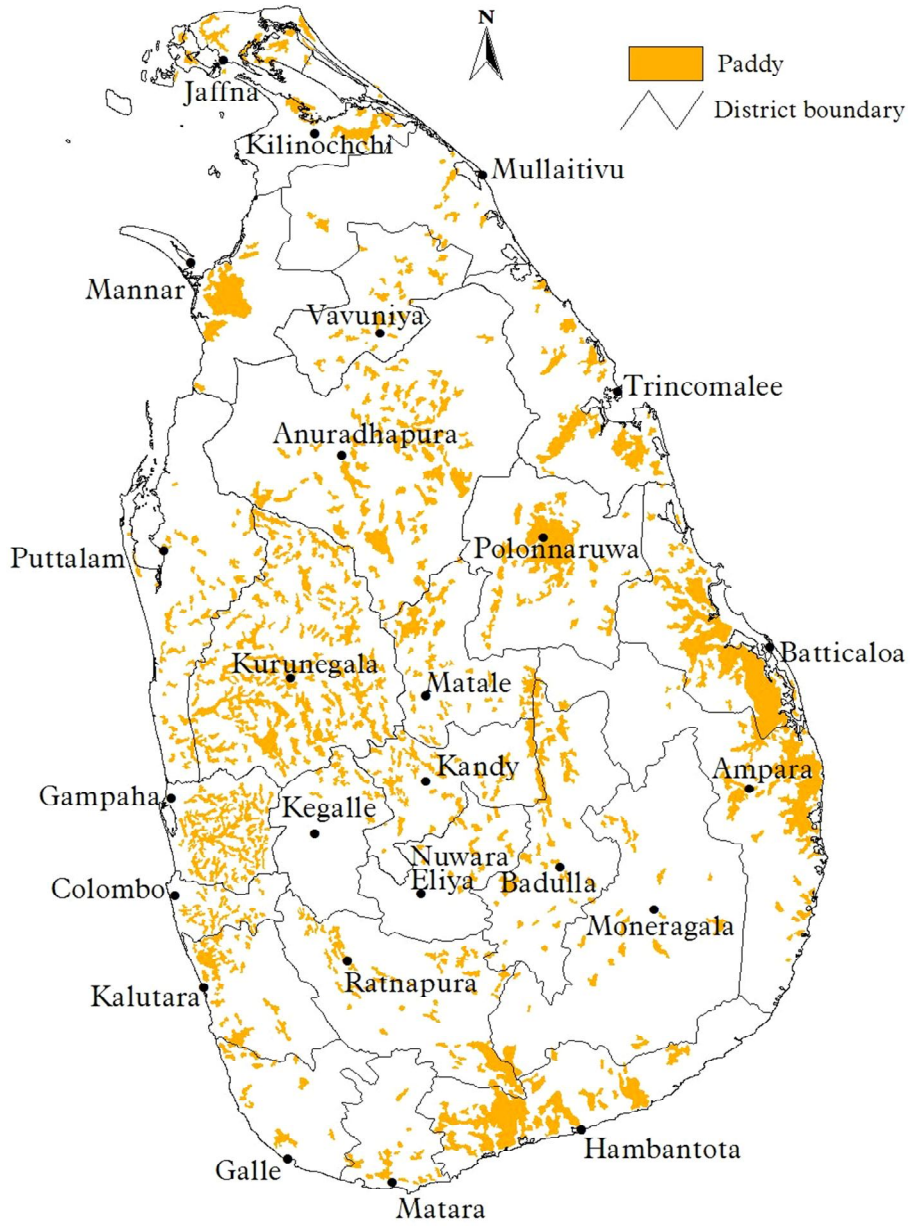 N
Paddy
District boundary
Jaffna
Kilinochchi
Mullaitivu
Mannar
Vavuniya
Trincomalee
Anuradhapura
Puttalam
Polonnaruwa
Batticaloa
Kurunegala
Matale
Kandy
Ampara
Gampaha
Kegalle
Nuwara
Eliya
Badulla
Colombo
Moneragala
Ratnapura
Kalutara
Hambantota
Galle
Matara